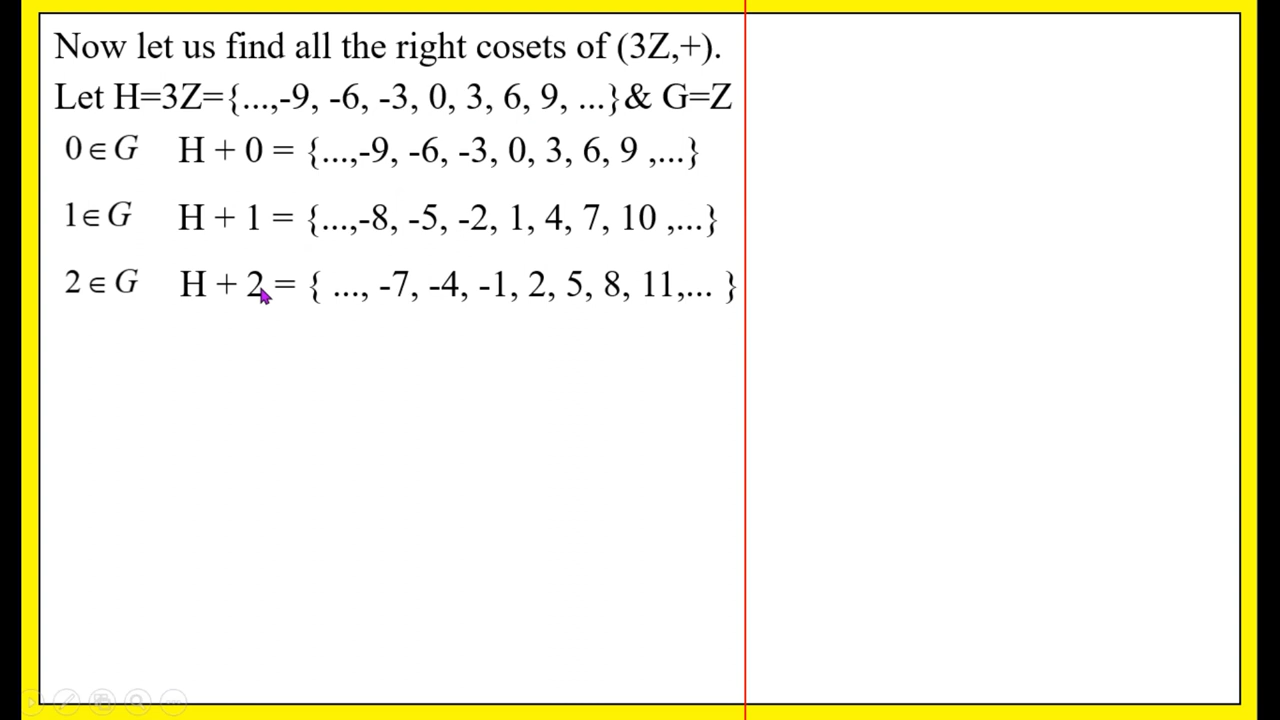 Now let us find all the right cosets of (3Z,+).
Let H=3Z={...,-9, -6, -3, 0, 3, 6, 9, ...}& G=Z
0 ∈ G H + 0 = {...,-9, -6, -3, 0, 3, 6, 9 ,...}
1∈ G H + 1 = {...,-8, -5, -2, 1, 4, 7, 10 ,...}
2 ∈ G H + 2 = { ..., -7, -4, -1, 2, 5, 8, 11,... }